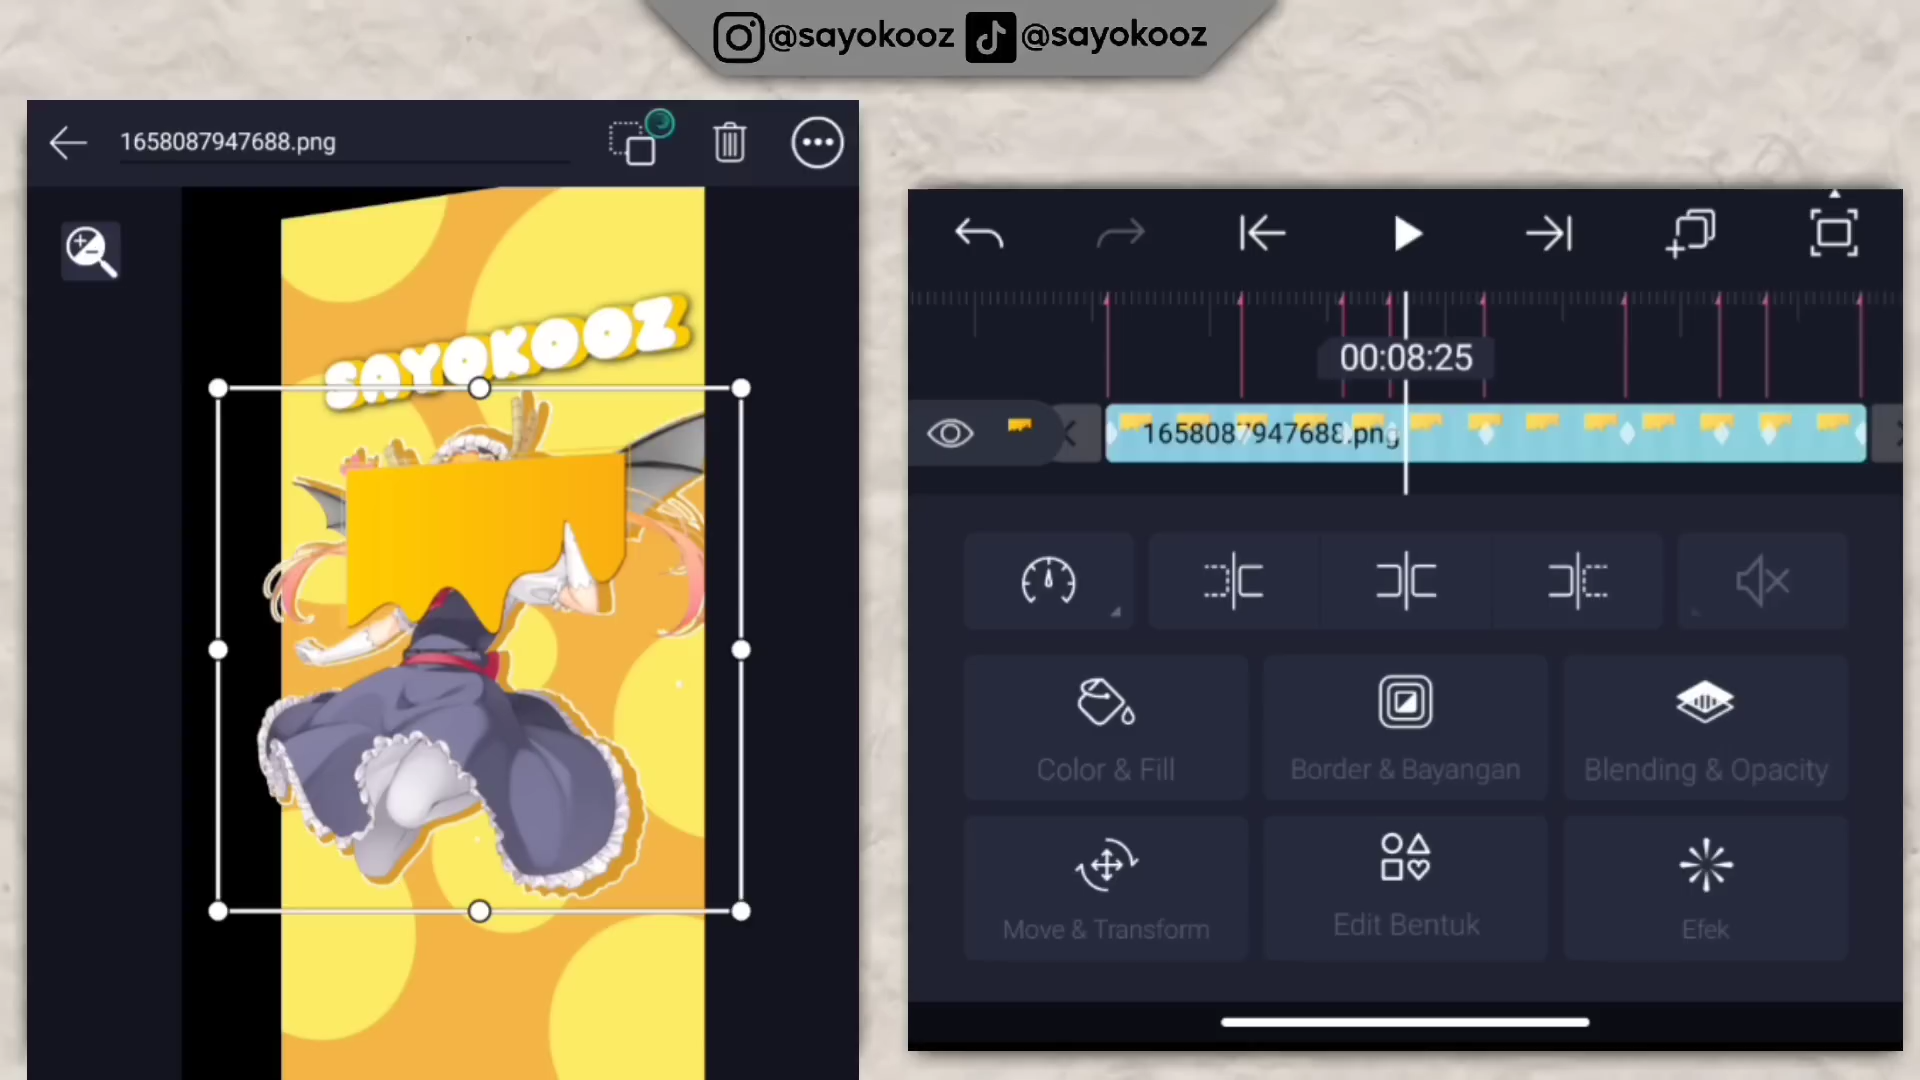 @sayokooz @sayokooz
1658087947688.png
SAYOKOOZ
00:08:25
1658087947688.png
Color & Fill
Border & Bayangan
Blending & Opacity
Move & Transform
Edit Bentuk
Efek